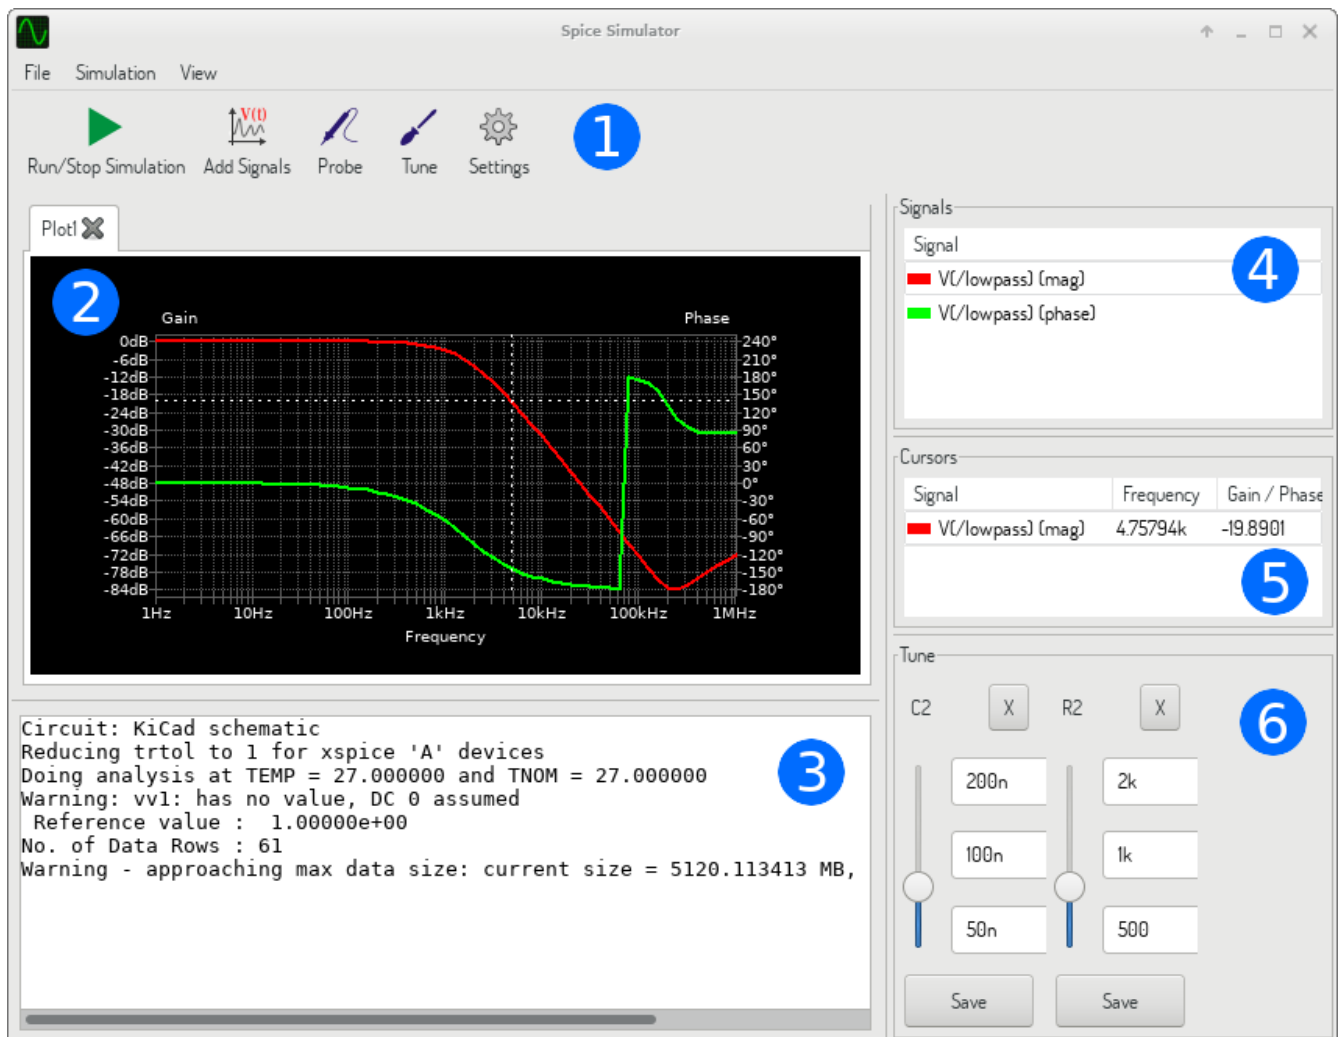 Spice Simulator
File Simulation View
V(t)
Run/Stop Simulation Add Signals Probe Tune Settings
1
Plot1
2
Gain Phase
0dB 240°
-6dB 210°
-12dB 180°
-18dB 150°
-24dB 120°
-30dB 90°
-36dB 60°
-42dB 30°
-48dB 0°
-54dB -30°
-60dB -60°
-66dB -90°
-72dB -120°
-78dB -150°
-84dB -180°
1Hz 10Hz 100Hz 1kHz 10kHz 100kHz 1MHz
Frequency
Circuit: KiCad schematic
Reducing trtol to 1 for xspice 'A' devices
Doing analysis at TEMP = 27.000000 and TNOM = 27.000000
Warning: vv1: has no value, DC 0 assumed
Reference value : 1.00000e+00
No. of Data Rows : 61
Warning - approaching max data size: current size = 5120.113413 MB,
3
Signals
Signal
V(/lowpass) (mag)
V(/lowpass) (phase)
4
Cursors
Signal Frequency Gain / Phase
V(/lowpass) (mag) 4.75794k -19.8901
5
Tune
C2 X R2 X
6
200n 2k
100n 1k
50n 500
Save Save